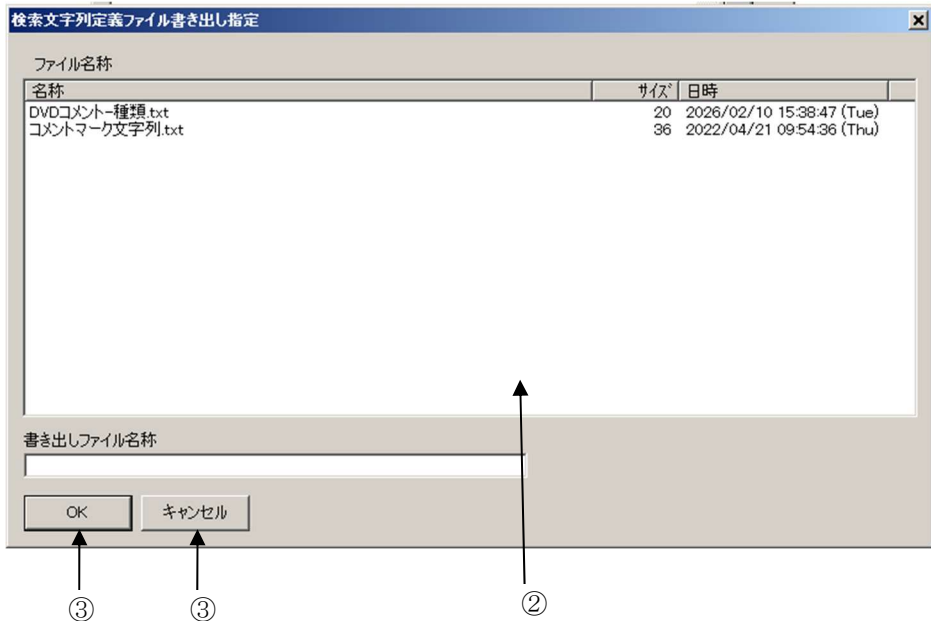 検索文字列定義ファイル書き出し指定
ファイル名称
名称 サイズ 日時
DVDコメント-種類.txt 20 2026/02/10 15:38:47 (Tue)
コメントマーク文字列.txt 36 2022/04/21 09:54:36 (Thu)
書き出しファイル名称
OK キャンセル
③ ③ ②